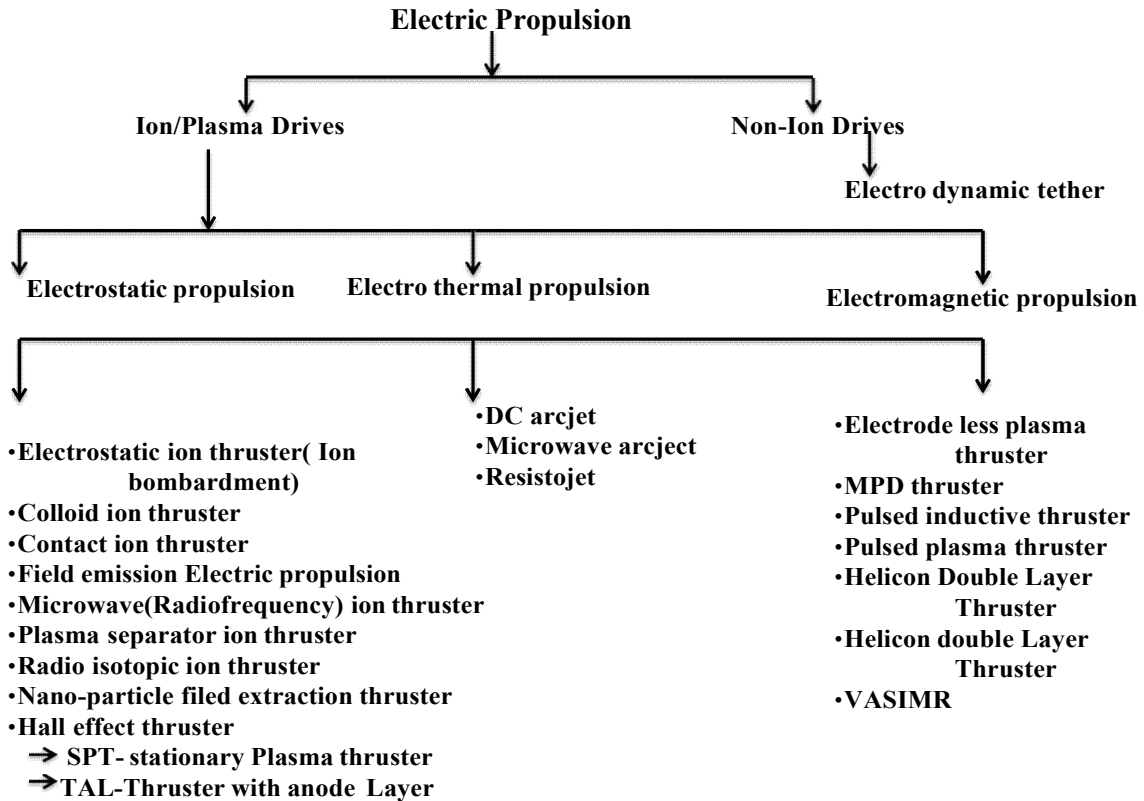 Electric Propulsion
Ion/Plasma Drives
Non-Ion Drives
Electro dynamic tether
Electrostatic propulsion
Electro thermal propulsion
Electromagnetic propulsion
•Electrostatic ion thruster( Ion
bombardment)
•Colloid ion thruster
•Contact ion thruster
•Field emission Electric propulsion
•Microwave(Radiofrequency) ion thruster
•Plasma separator ion thruster
•Radio isotopic ion thruster
•Nano-particle filed extraction thruster
•Hall effect thruster
→ SPT- stationary Plasma thruster
→ TAL-Thruster with anode Layer
•DC arcjet
•Microwave arcject
•Resistojet
•Electrode less plasma
thruster
•MPD thruster
•Pulsed inductive thruster
•Pulsed plasma thruster
•Helicon Double Layer
Thruster
•Helicon double Layer
Thruster
•VASIMR